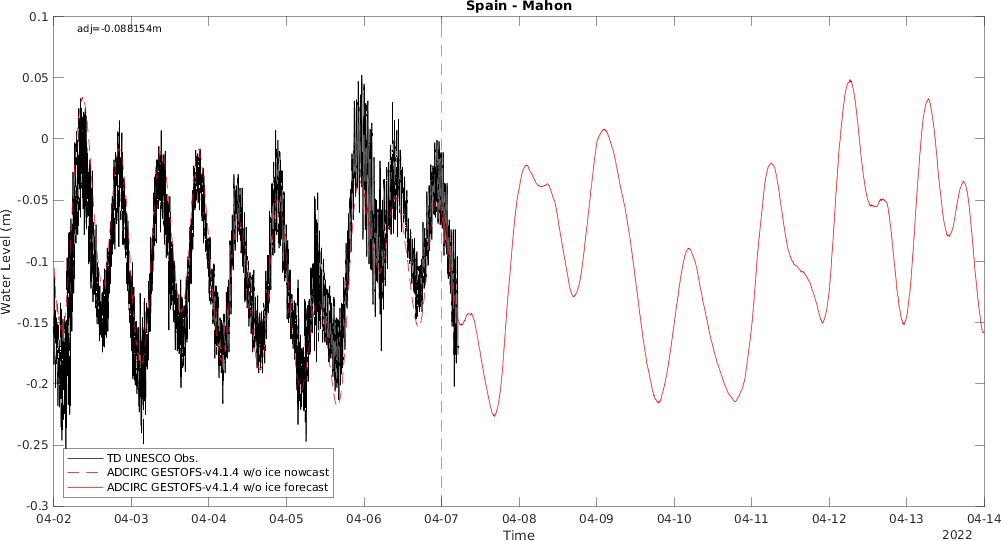 Spain - Mahon
adj=-0.088154m
0.1
0.05
0
-0.05
-0.1
-0.15
-0.2
-0.25
-0.3
Water Level (m)
TD UNESCO Obs.
ADCIRC GESTOFS-v4.1.4 w/o ice nowcast
ADCIRC GESTOFS-v4.1.4 w/o ice forecast
04-02 04-03 04-04 04-05 04-06 04-07 04-08 04-09 04-10 04-11 04-12 04-13 04-14
Time
2022